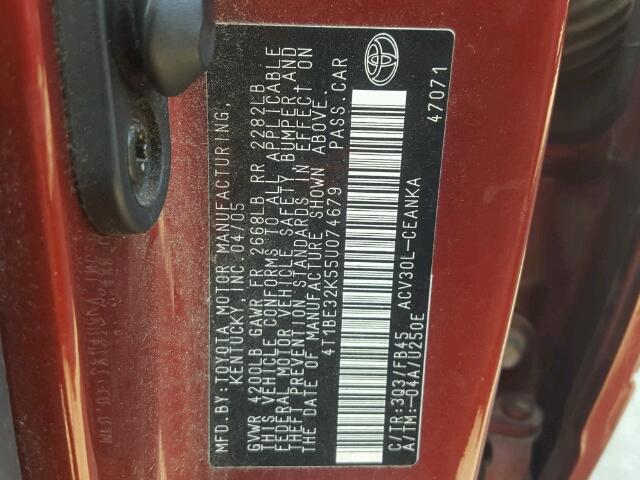 MFD. BY: TOYOTA MOTOR MANUFACTURING,
KENTUCKY, INC. 04/05
GVWR 4200LB GAWR FR 2668LB RR 2282LB
THIS VEHICLE CONFORMS TO ALL APPLICABLE
FEDERAL MOTOR VEHICLE SAFETY, BUMPER AND
THEFT PREVENTION STANDARDS IN EFFECT ON
THE DATE OF MANUFACTURE SHOWN ABOVE.
4T1BE32K55U074679 PASS. CAR
C/TR: 3Q3/FB45 ACV30L-CEANKA
A/TM: -04A/U250E 47071